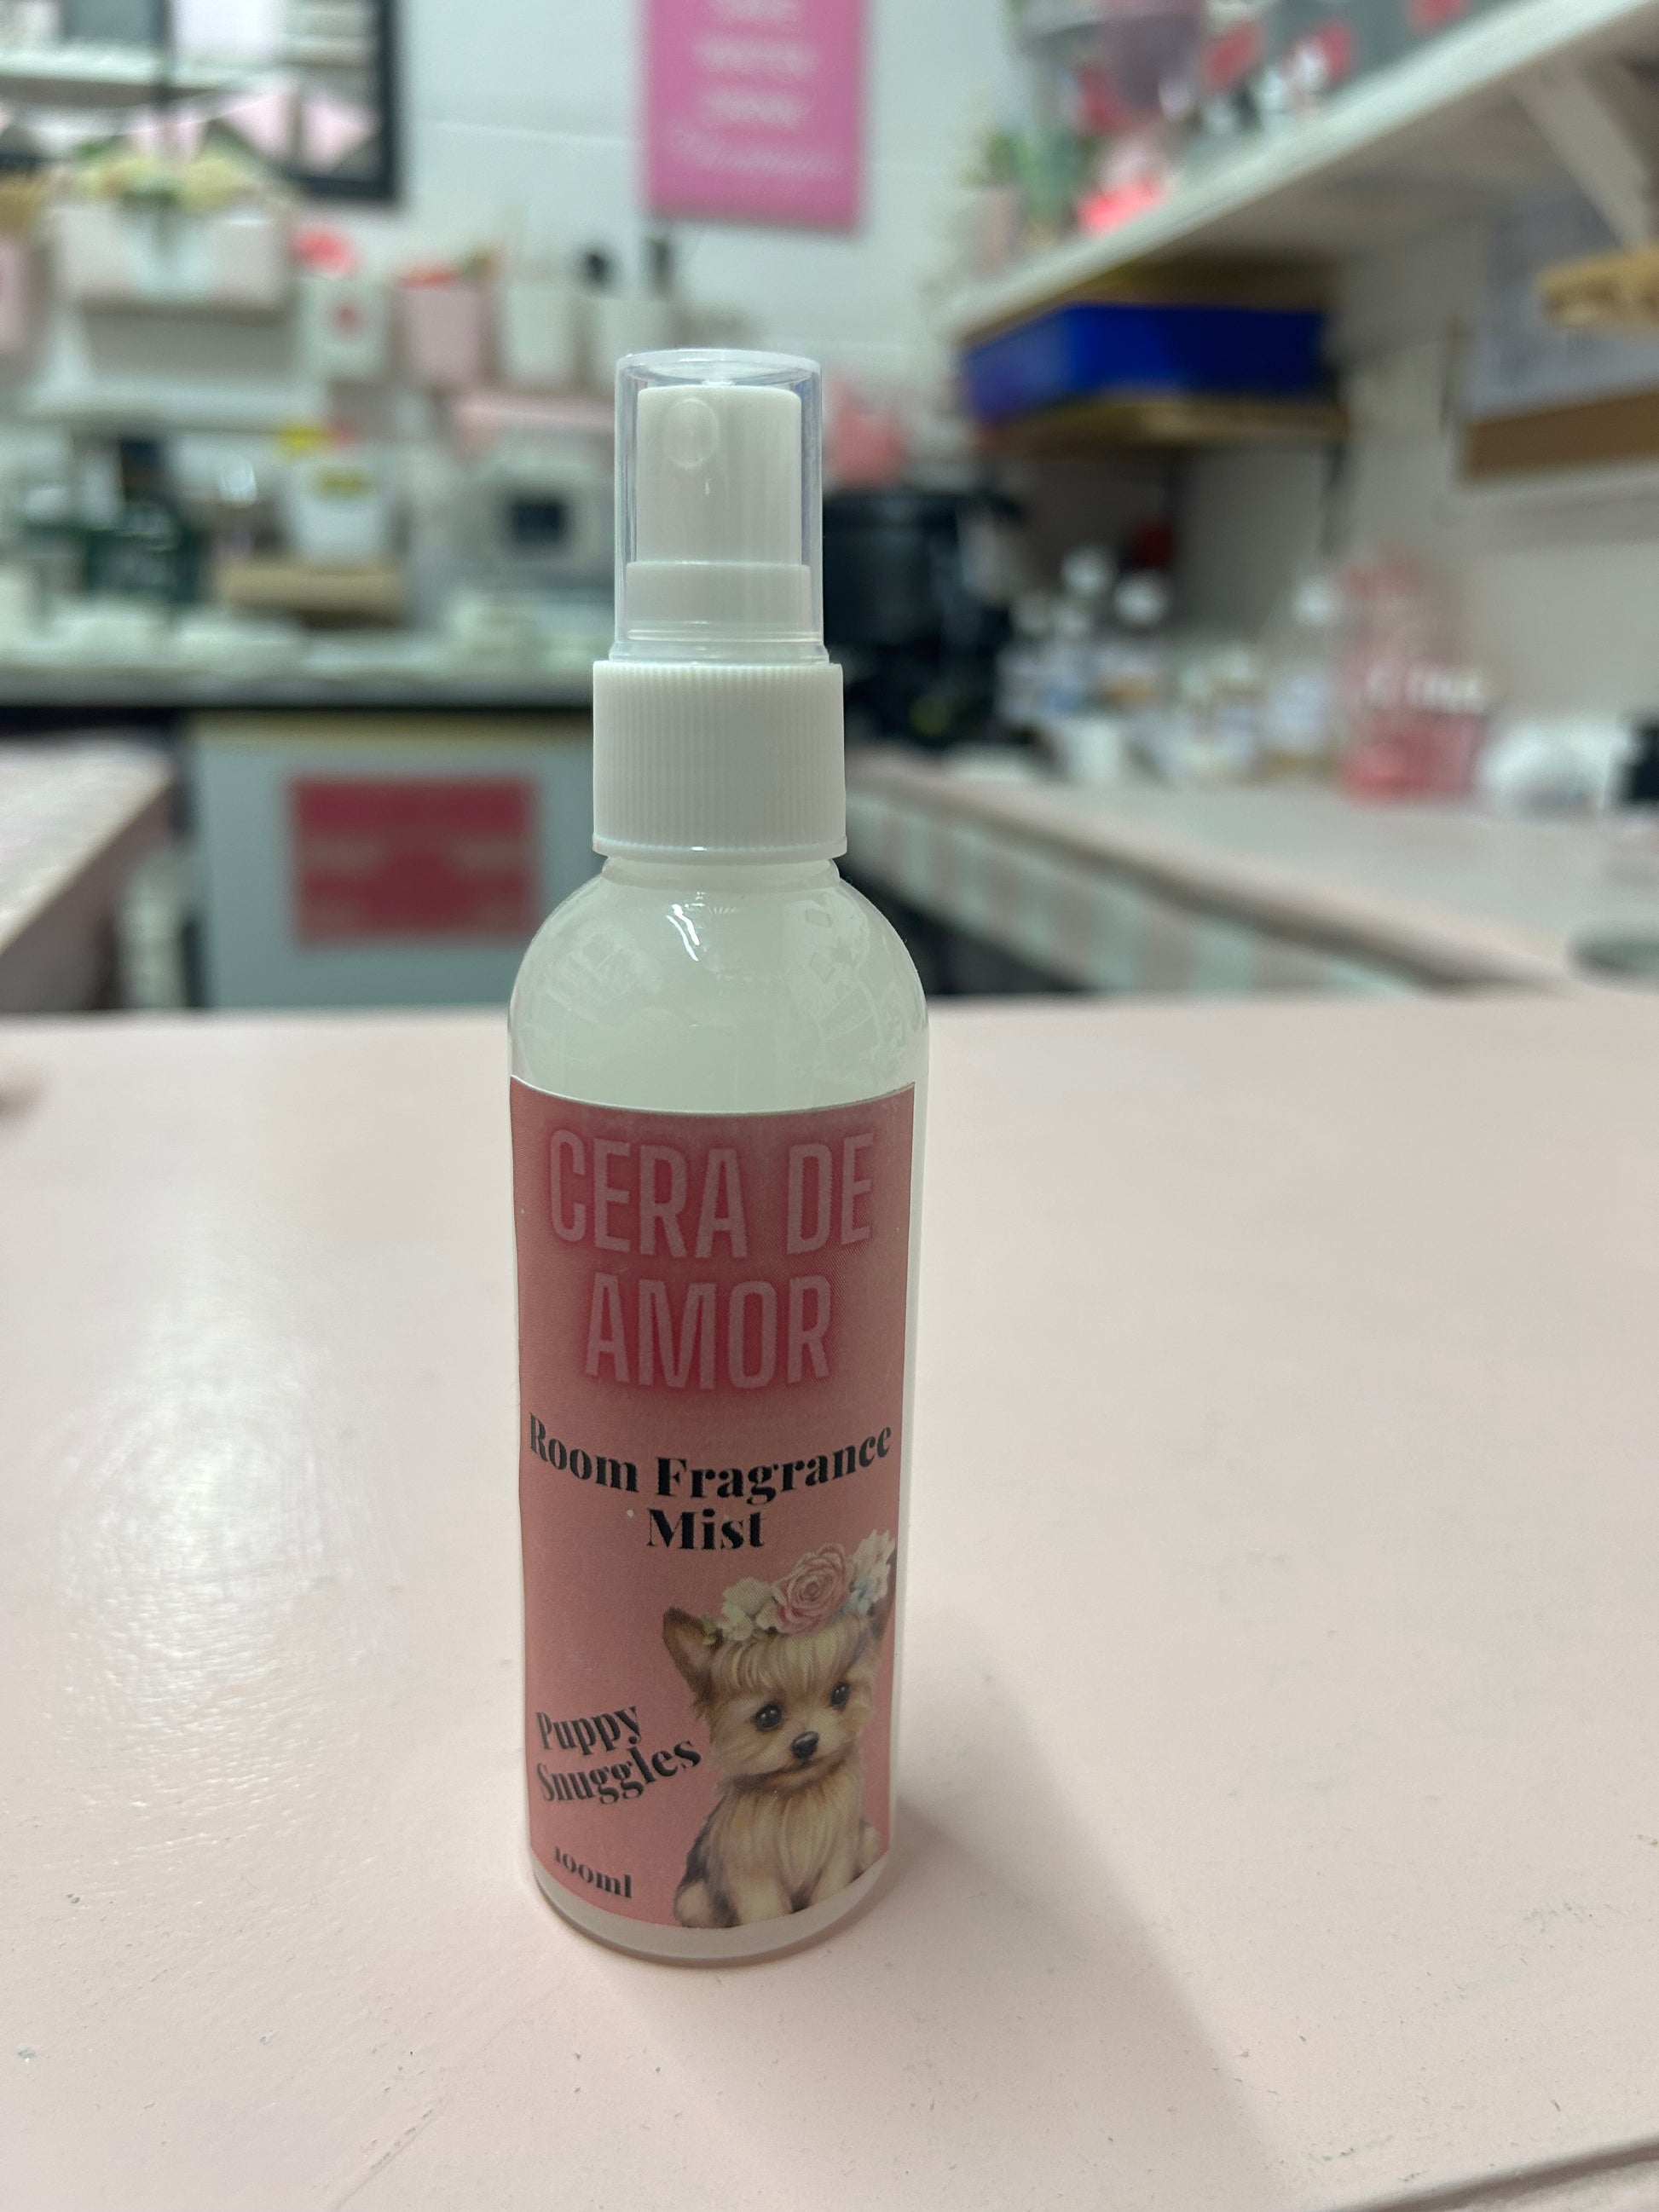 CERA DE
AMOR
Room Fragrance
Mist
Puppy
Snuggles
100ml